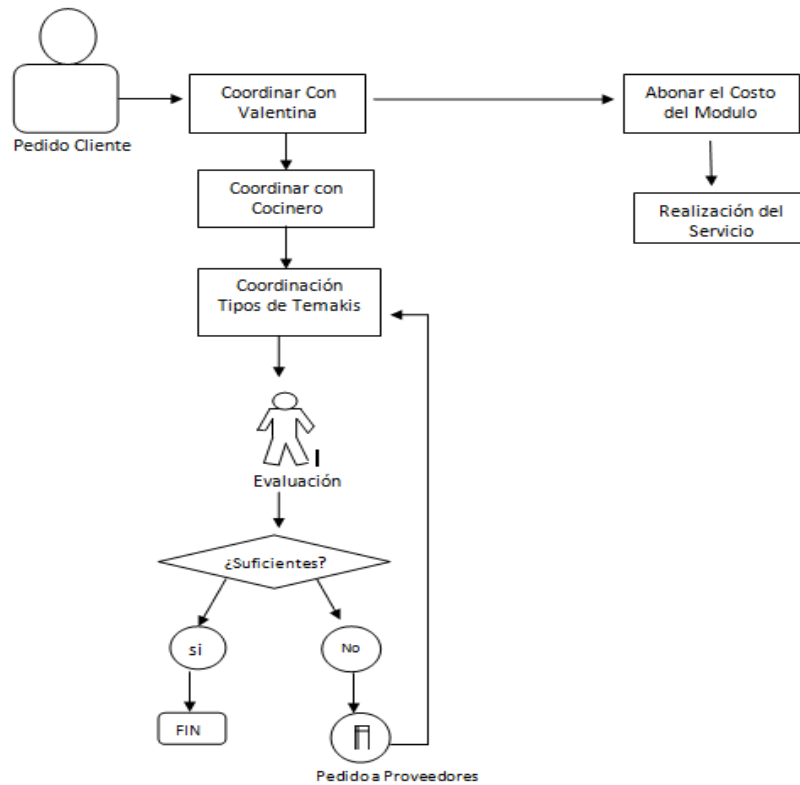 Pedido Cliente
Coordinar Con
Valentina
Abonar el Costo
del Modulo
Coordinar con
Cocinero
Realización del
Servicio
Coordinación
Tipos de Temakis
Evaluación
¿Suficientes?
si
No
FIN
Pedido a Proveedores